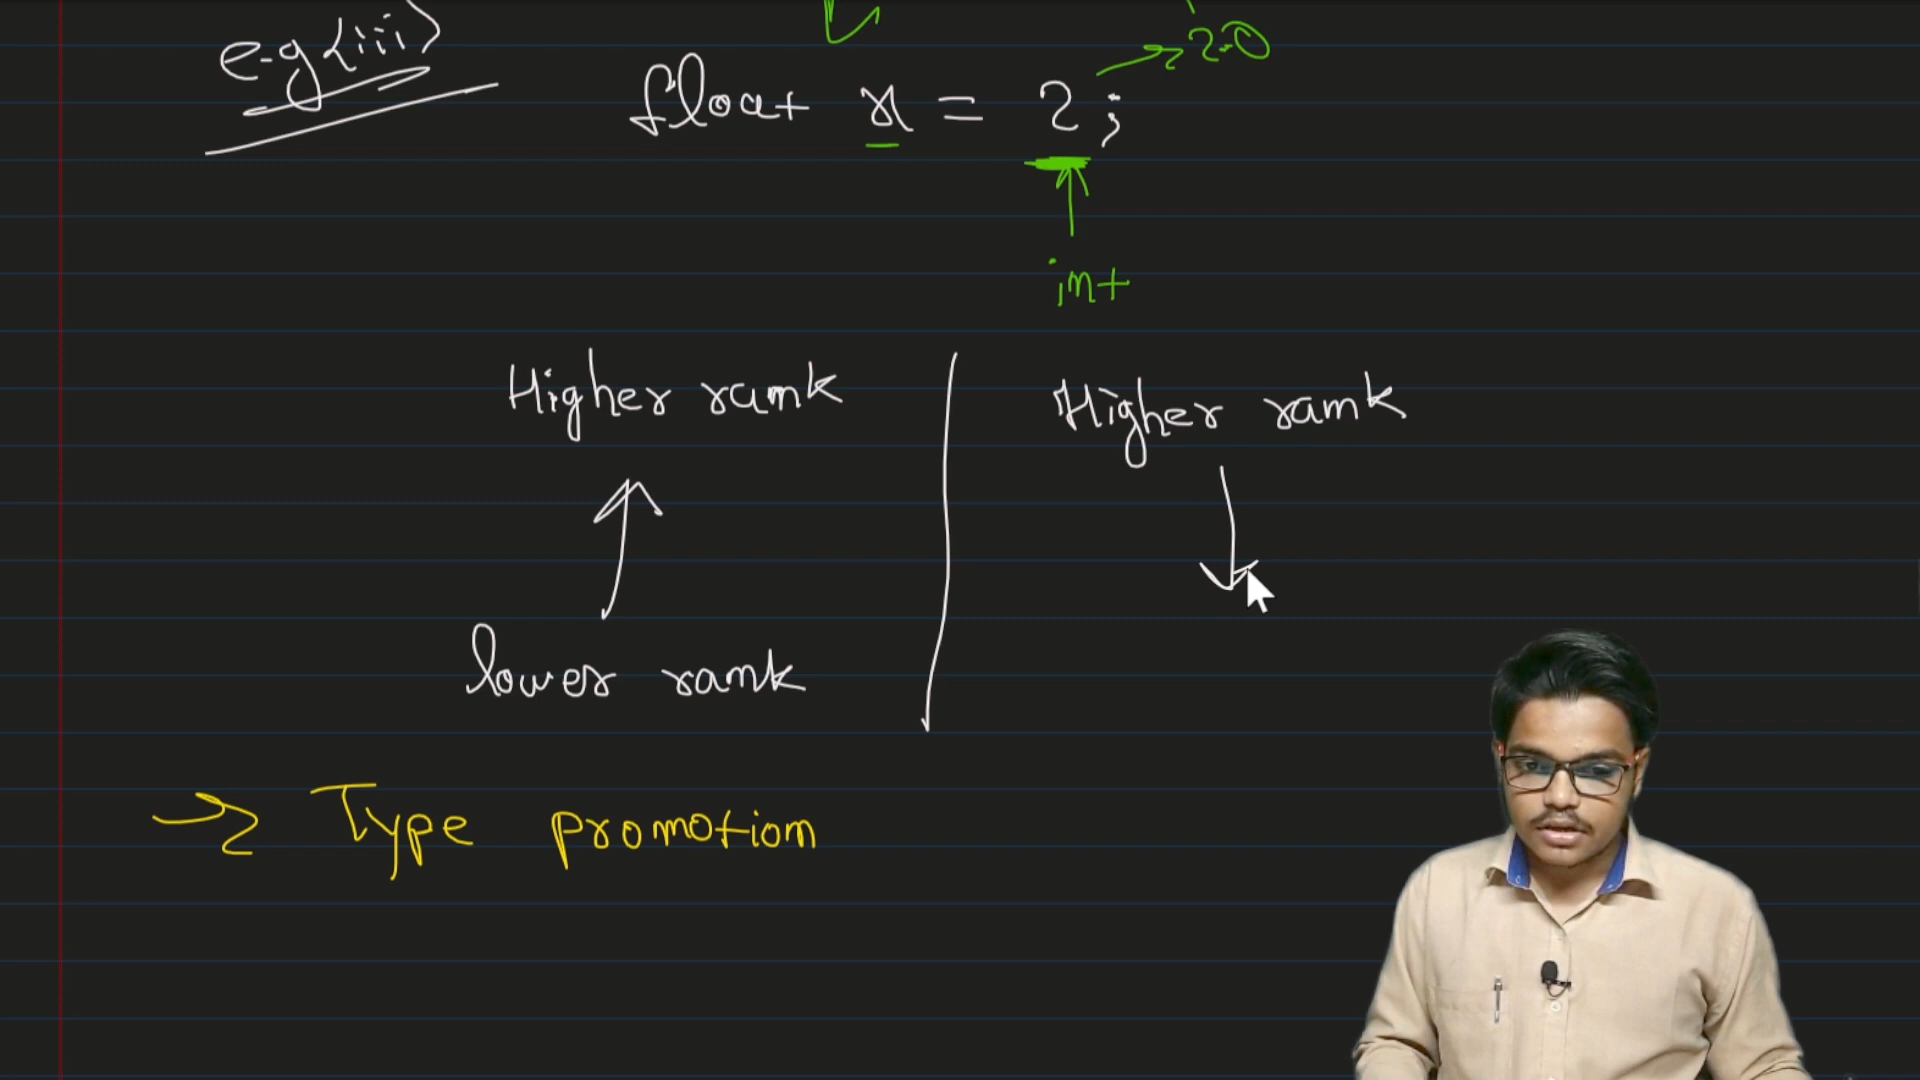 e.g <iii>
2.0
float x = 2 ;
int
Higher rank
Higher rank
lower rank
Type promotion